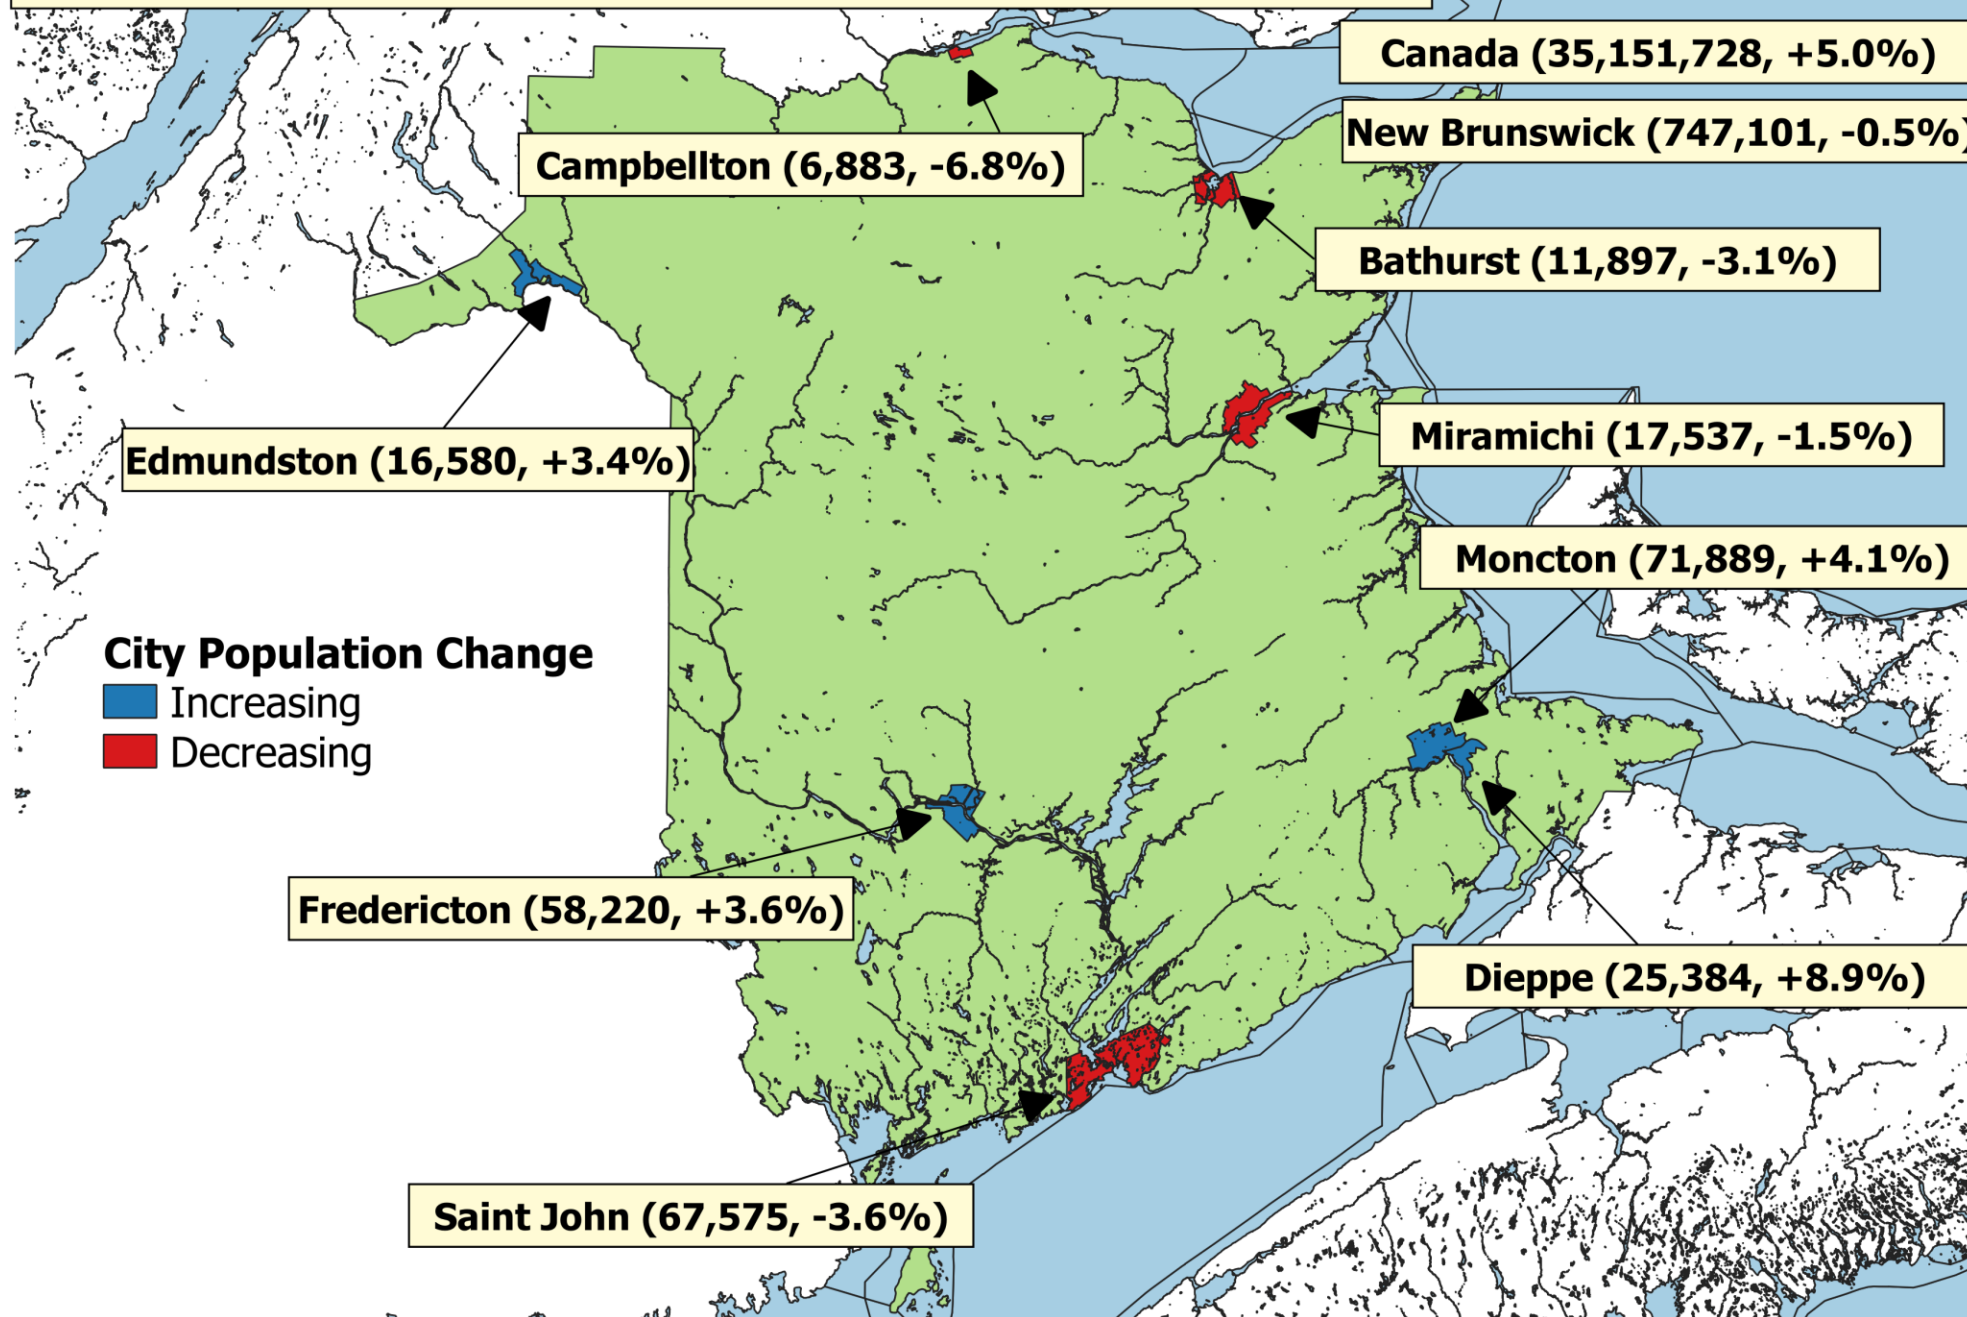 Canada (35,151,728, +5.0%)
New Brunswick (747,101, -0.5%)
Campbellton (6,883, -6.8%)
Bathurst (11,897, -3.1%)
Miramichi (17,537, -1.5%)
Edmundston (16,580, +3.4%)
Moncton (71,889, +4.1%)
City Population Change
Increasing
Decreasing
Fredericton (58,220, +3.6%)
Dieppe (25,384, +8.9%)
Saint John (67,575, -3.6%)